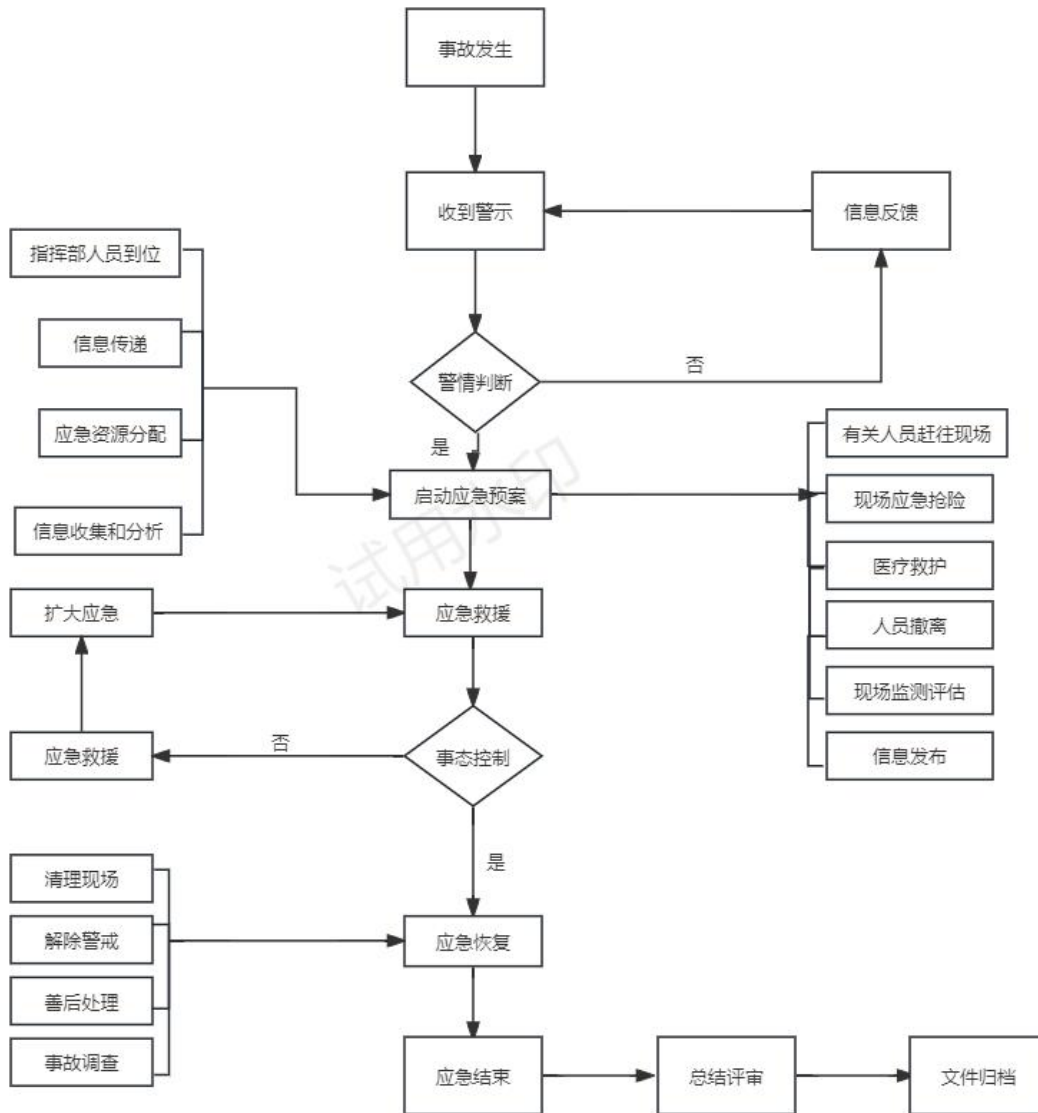 事故发生
收到警示
信息反馈
指挥部人员到位
信息传递
警情判断
否
应急资源分配
有关人员赶往现场
是
启动应急预案
现场应急抢险
信息收集和分析
医疗救护
试用水印
扩大应急
应急救援
人员撤离
现场监测评估
应急救援
否
事态控制
信息发布
是
清理现场
解除警戒
应急恢复
善后处理
事故调查
应急结束
总结评审
文件归档